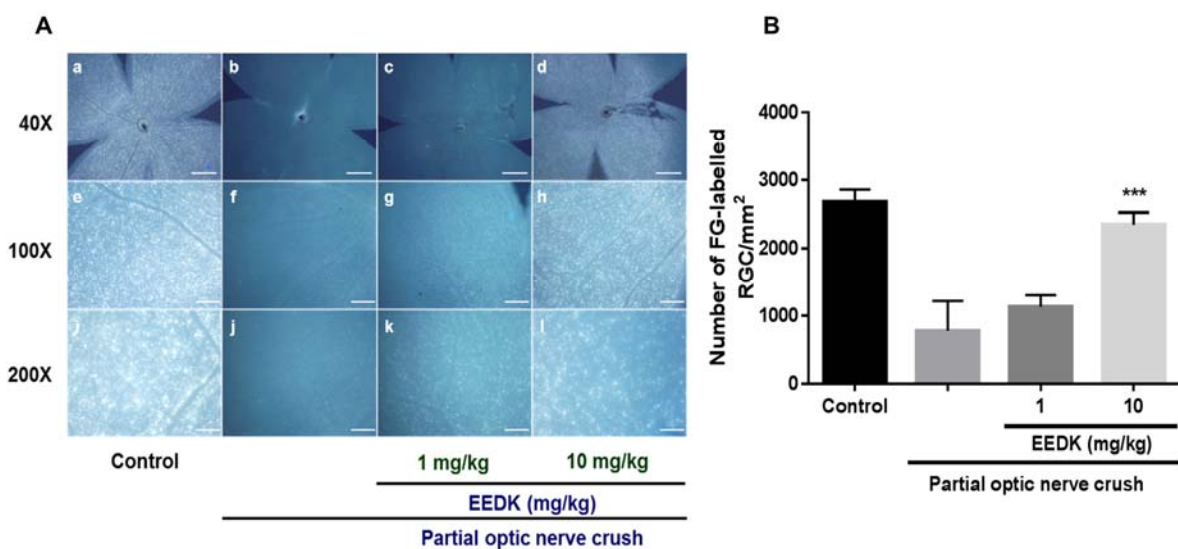 A
B
a
b
c
d
40X
e
f
g
h
100X
i
j
k
l
200X
Control
1 mg/kg
10 mg/kg
EEDK (mg/kg)
Partial optic nerve crush
Number of FG-labelled
RGC/mm²
4000
3000
2000
1000
0
***
Control
1
10
EEDK (mg/kg)
Partial optic nerve crush